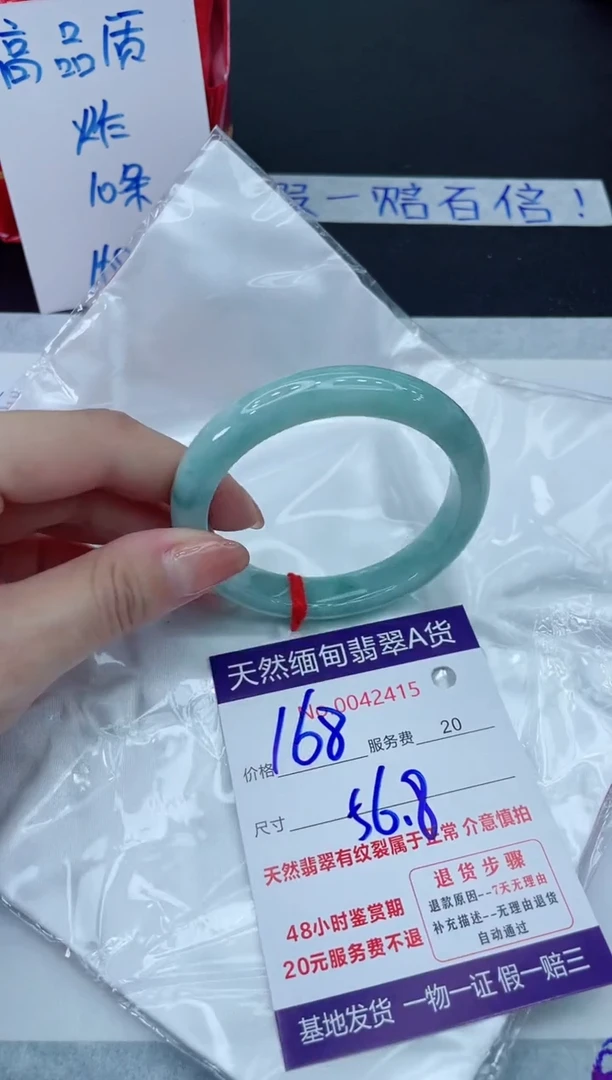 高品质
炸
10条
假一赔百倍！
天然缅甸翡翠A货
No.0042415
价格 168 服务费 20
尺寸 56.8
天然翡翠有纹裂属于正常 介意慎拍
48小时鉴赏期
20元服务费不退
退货步骤
退款原因--7天无理由
补充描述--无理由退货
自动通过
基地发货 一物一证 假一赔三